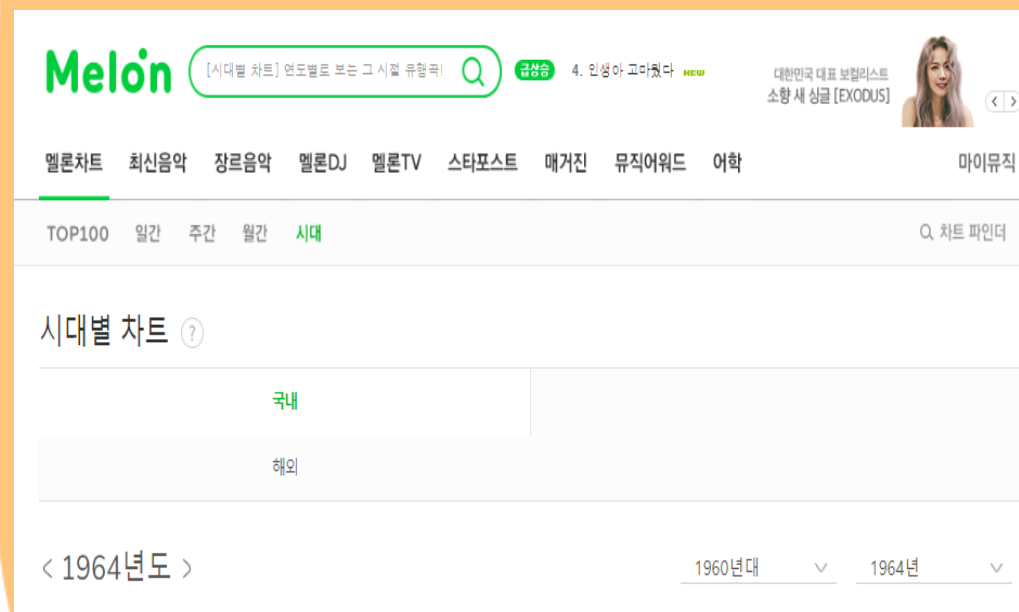 Melon
[시대별 차트] 연도별로 보는 그 시절 유행곡!
급상승 4. 인생아 고마웠다 NEW
대한민국 대표 보컬리스트
소향 새 싱글 [EXODUS]
멜론차트 최신음악 장르음악 멜론DJ 멜론TV 스타포스트 매거진 뮤직어워드 어학 마이뮤직
TOP100 일간 주간 월간 시대 차트 파인더
시대별 차트 ?
국내
해외
< 1964년도 > 1960년대 1964년